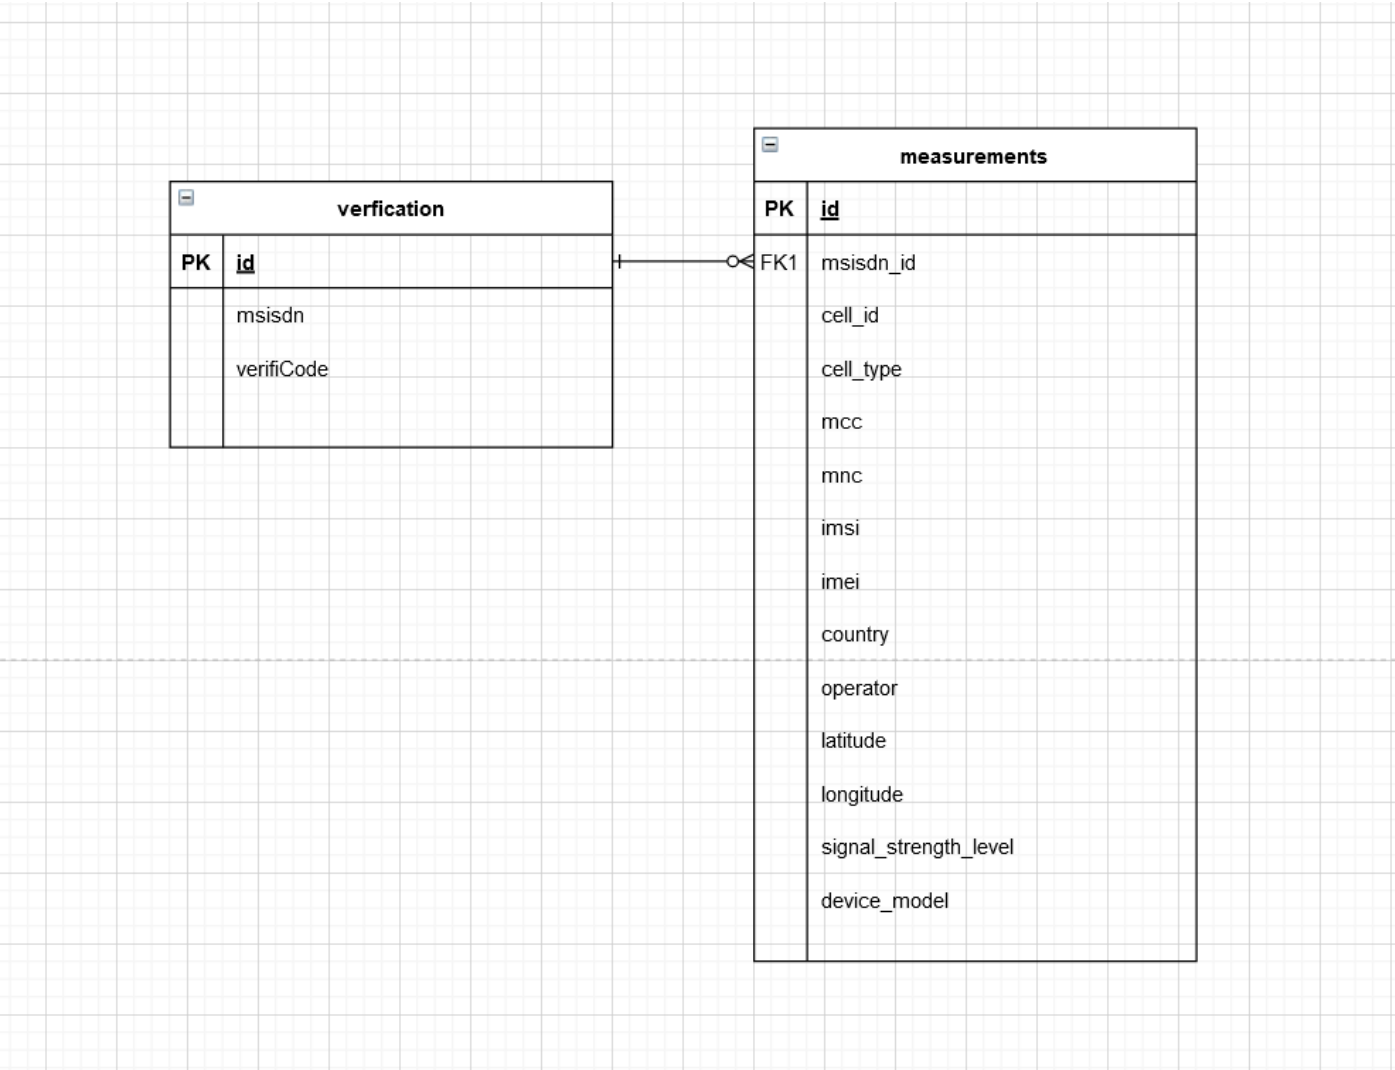 verfication
PK id
msisdn
verifiCode
measurements
PK id
FK1 msisdn_id
cell_id
cell_type
mcc
mnc
imsi
imei
country
operator
latitude
longitude
signal_strength_level
device_model